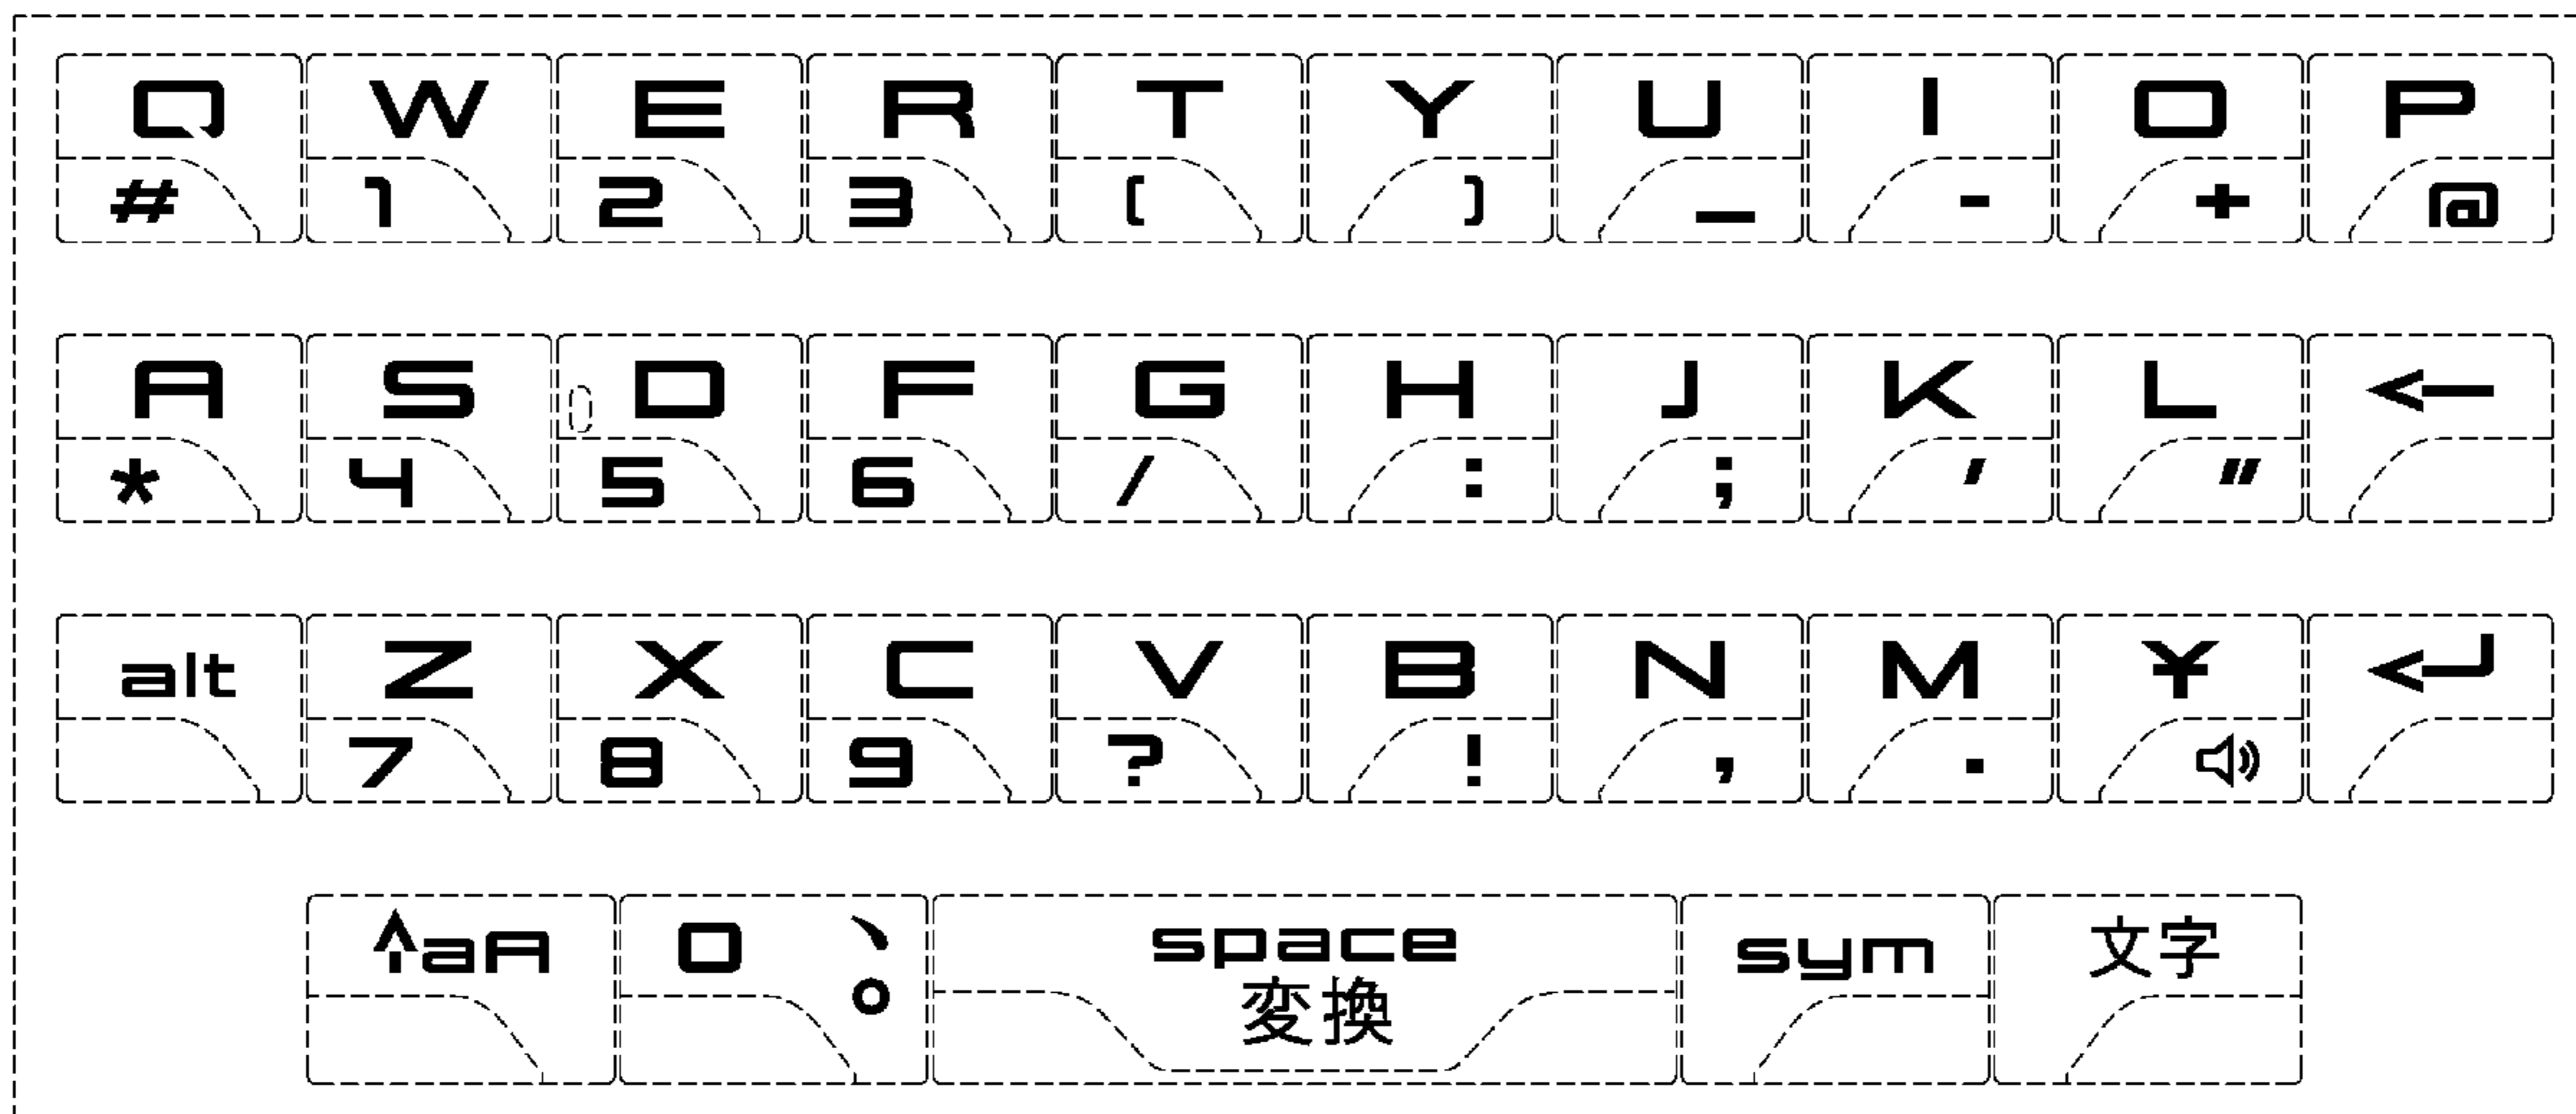 Q W E R T Y U I O P
# 1 2 3 ( ) _ - + @
A S D F G H J K L ←
* 4 5 6 / : ; ' "
alt Z X C V B N M ¥ ↵
7 8 9 ? ! , .
↑aA 0 、 space sym 文字
。 変換